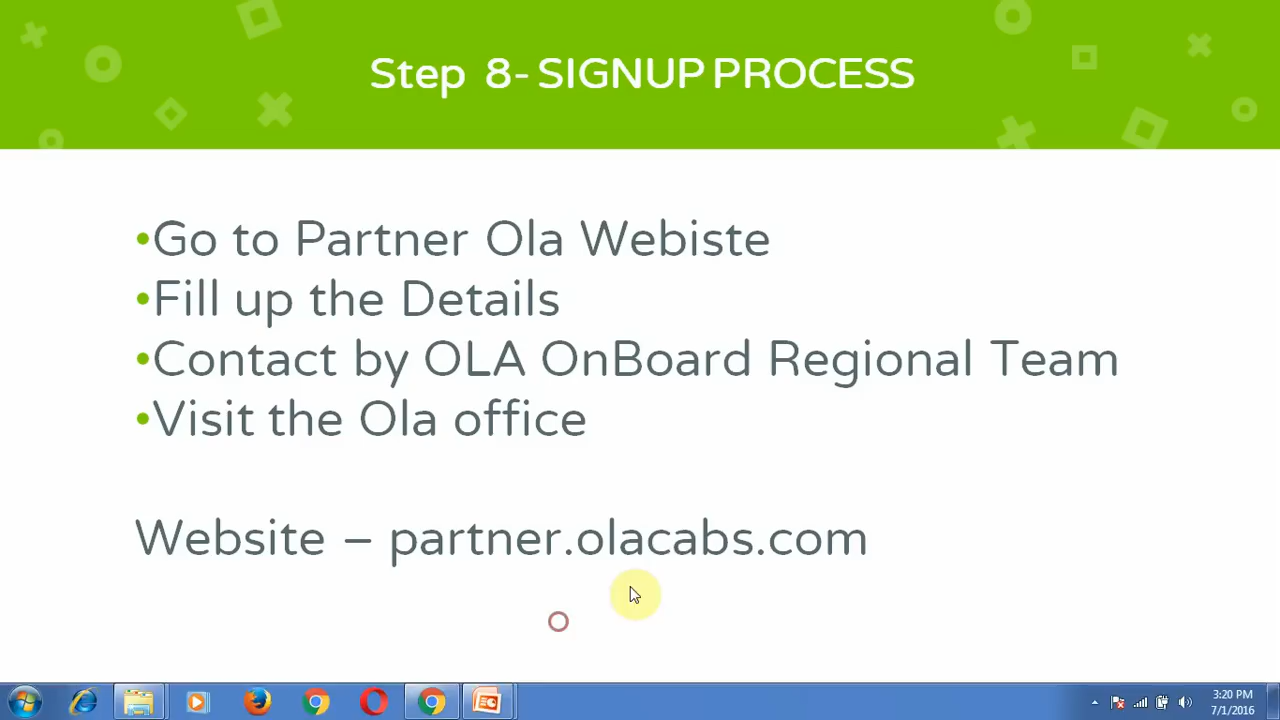 Step 8- SIGNUP PROCESS
•Go to Partner Ola Webiste
•Fill up the Details
•Contact by OLA OnBoard Regional Team
•Visit the Ola office
Website – partner.olacabs.com
3:20 PM
7/1/2016